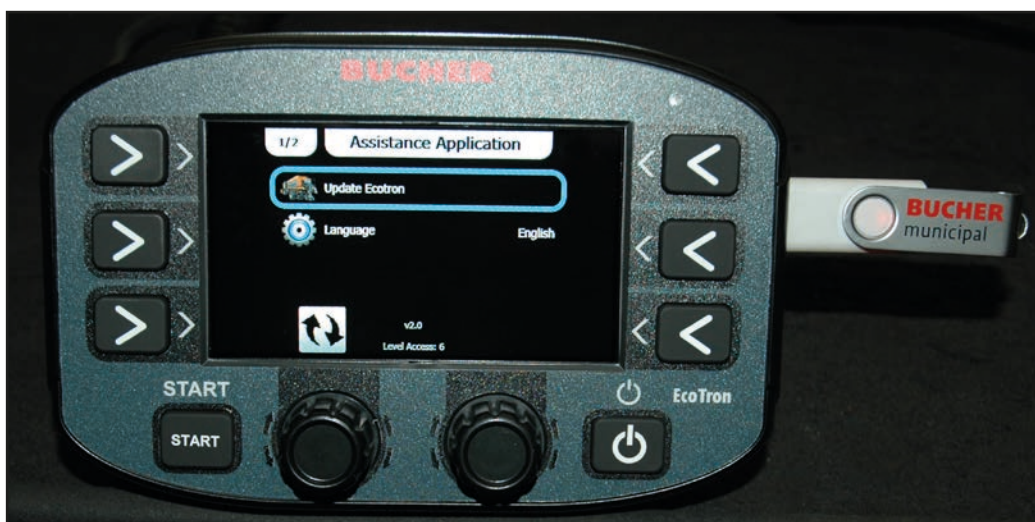 BUCHER
1/2 Assistance Application
Update Ecotron
Language English
v2.0
Level Access: 6
BUCHER
municipal
START
EcoTron
START